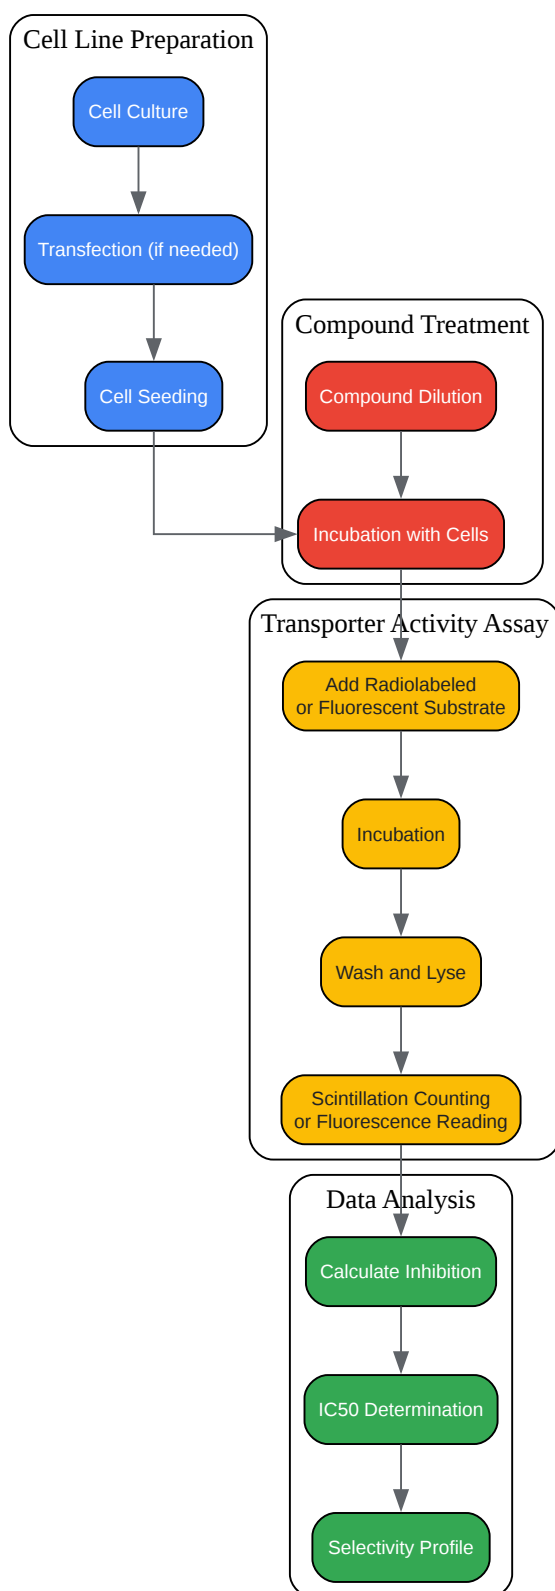 Cell Line Preparation
Cell Culture
Transfection (if needed)
Cell Seeding
Compound Treatment
Compound Dilution
Incubation with Cells
Transporter Activity Assay
Add Radiolabeled
or Fluorescent Substrate
Incubation
Wash and Lyse
Scintillation Counting
or Fluorescence Reading
Data Analysis
Calculate Inhibition
IC50 Determination
Selectivity Profile